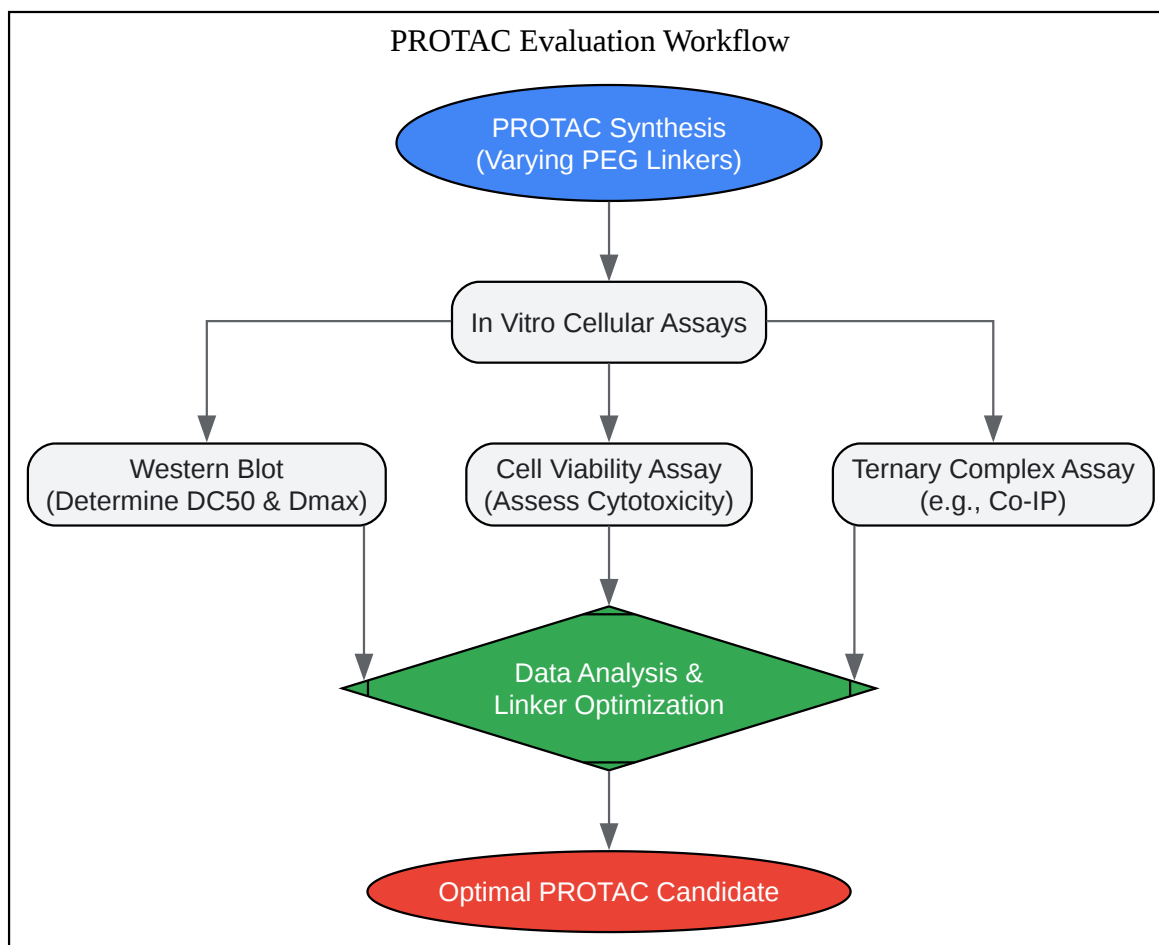 PROTAC Evaluation Workflow
PROTAC Synthesis
(Varying PEG Linkers)
In Vitro Cellular Assays
Western Blot
(Determine DC50 & Dmax)
Cell Viability Assay
(Assess Cytotoxicity)
Ternary Complex Assay
(e.g., Co-IP)
Data Analysis &
Linker Optimization
Optimal PROTAC Candidate